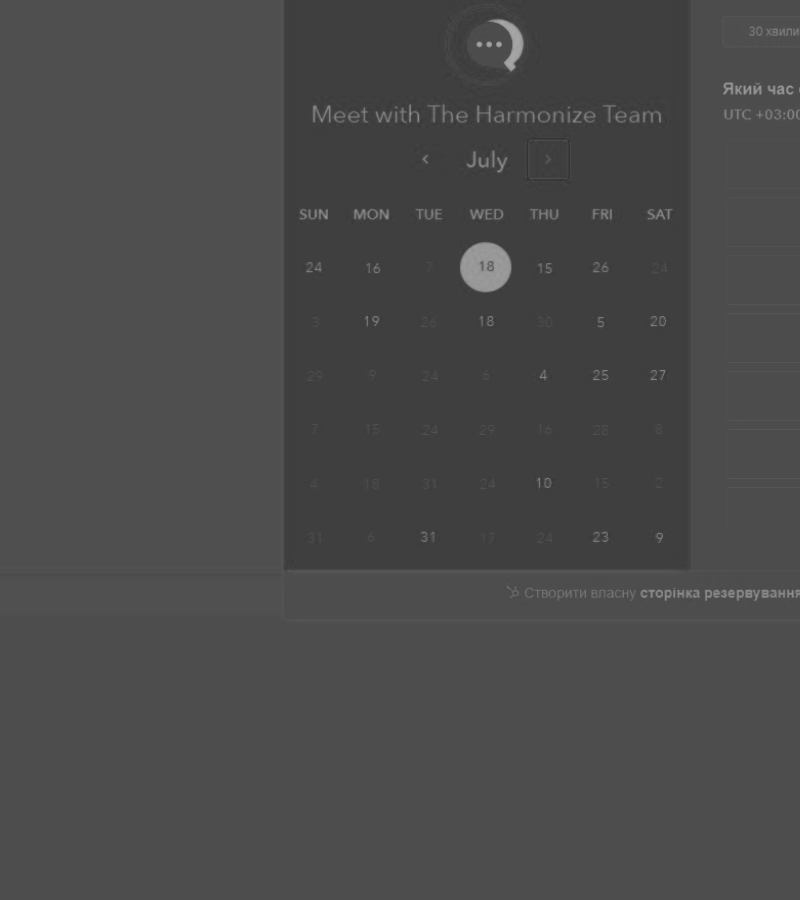 30 хвили
Meet with The Harmonize Team
Який час
UTC +03:00
July
SUN MON TUE WED THU FRI SAT
24 16 7 18 15 26 24
3 19 26 18 30 5 20
29 9 24 6 4 25 27
7 15 24 29 16 28 8
4 18 31 24 10 15 2
31 6 31 17 24 23 9
Створити власну сторінка резервування